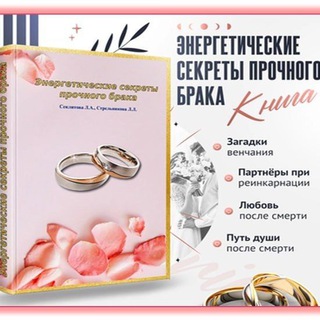 Энергетические секреты
прочного брака
Секлитова Л.А., Стрельникова Л.Л.
Энергетические секреты прочного брака
ЭНЕРГЕТИЧЕСКИЕ
СЕКРЕТЫ ПРОЧНОГО
БРАКА
Книга
Загадки
венчания
Партнёры при
реинкарнации
Любовь
после смерти
Путь души
после смерти